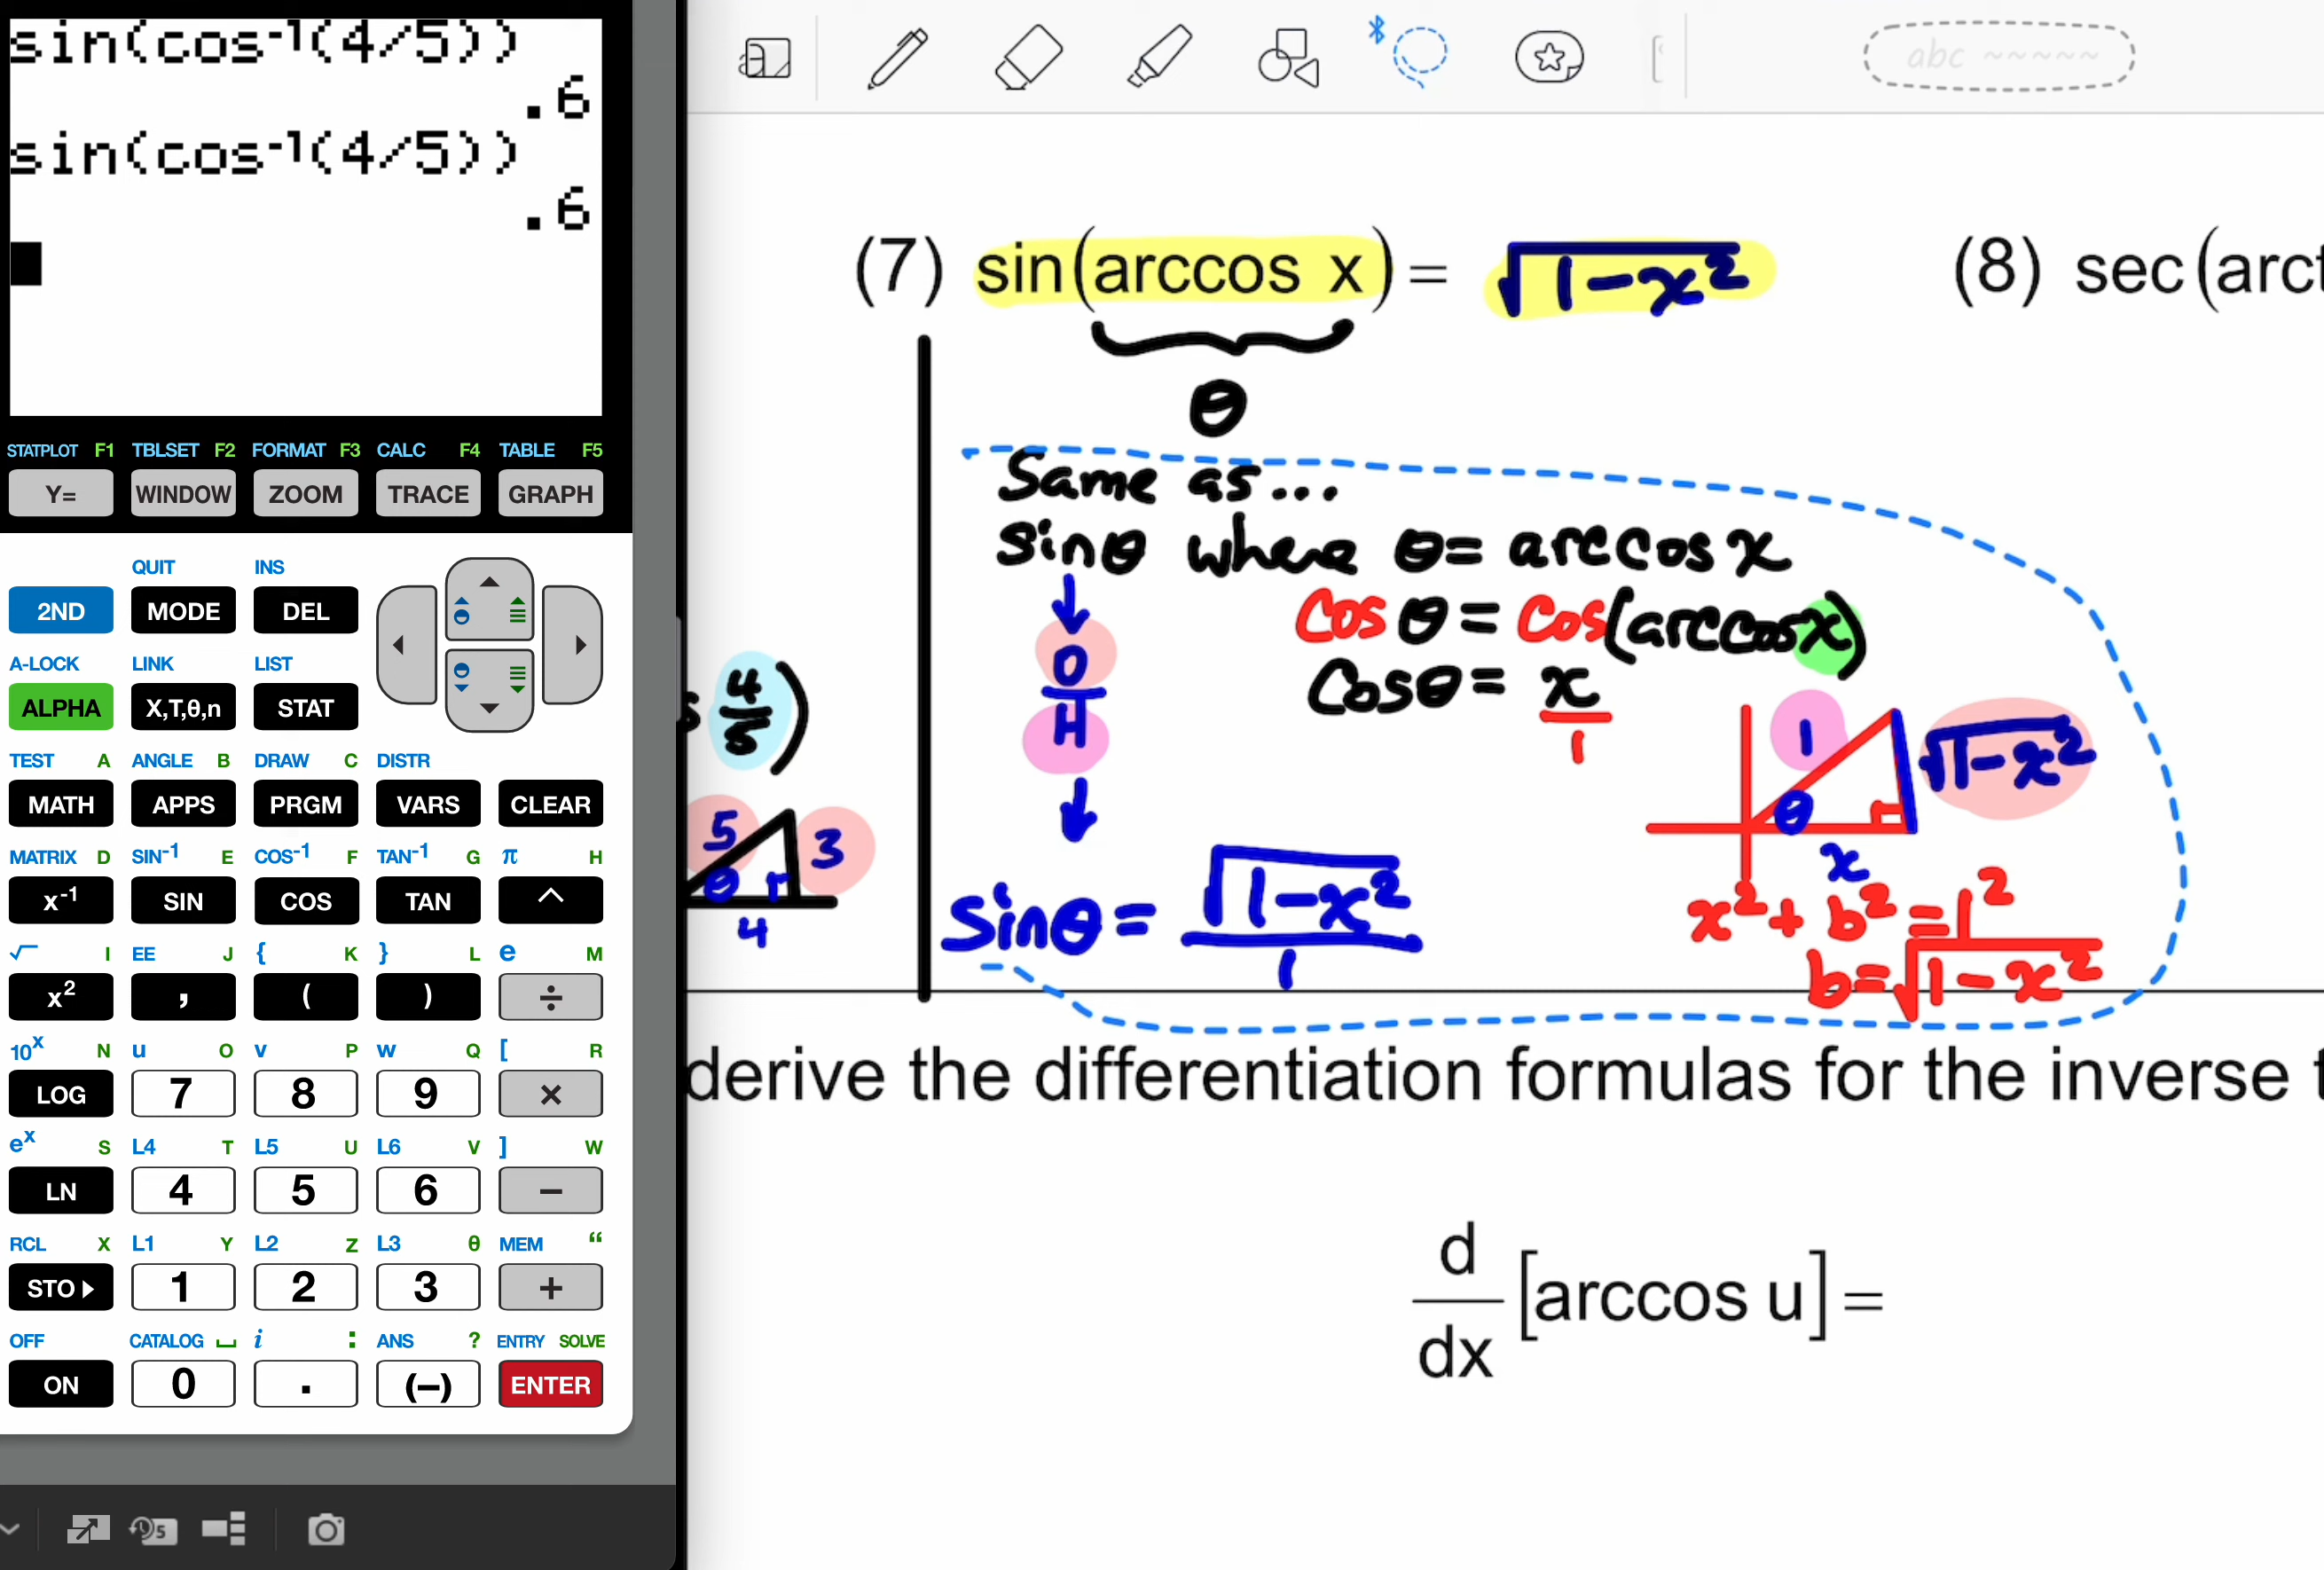 sin(cos⁻¹(4/5))
.6
sin(cos⁻¹(4/5))
.6
STATPLOT F1 TBLSET F2 FORMAT F3 CALC F4 TABLE F5
Y= WINDOW ZOOM TRACE GRAPH
QUIT INS
2ND MODE DEL
A-LOCK LINK LIST
ALPHA X,T,θ,n STAT
TEST A ANGLE B DRAW C DISTR
MATH APPS PRGM VARS CLEAR
MATRIX D SIN⁻¹ E COS⁻¹ F TAN⁻¹ G π H
x⁻¹ SIN COS TAN ^
√ I EE J { K } L e M
x² , ( ) ÷
10ˣ N u O v P w Q [ R
LOG 7 8 9 ×
eˣ S L4 T L5 U L6 V ] W
LN 4 5 6 −
RCL X L1 Y L2 Z L3 θ MEM “
STO▸ 1 2 3 +
OFF CATALOG ⎵ i : ANS ? ENTRY SOLVE
ON 0 . (−) ENTER
5
a
abc ~~~~~
(7) sin(arccos x) = √(1-x²)
θ
Same as...
sinθ where θ = arccos x
cos θ = cos(arccos x)
cosθ = x/1
O/H
1 √(1-x²)
θ
x
sinθ = √(1-x²)/1
x² + b² = 1²
b = √(1-x²)
4/5)
5 3
θ
4
(8) sec(arct
derive the differentiation formulas for the inverse t
d/dx [arccos u] =